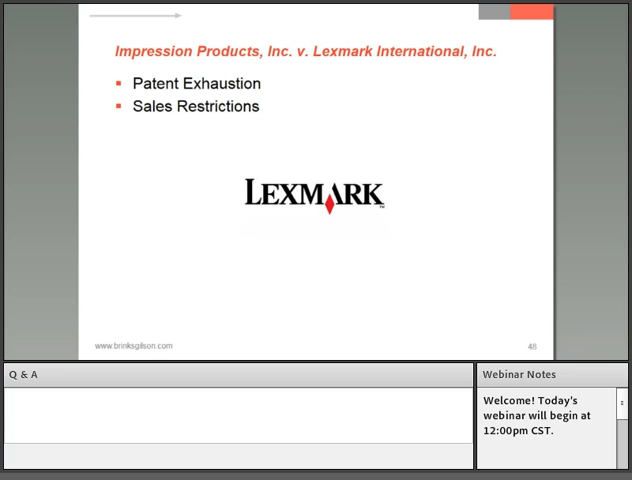 Impression Products, Inc. v. Lexmark International, Inc.
▪ Patent Exhaustion
▪ Sales Restrictions
LEXMARK™
www.brinksgilson.com
48
Q & A
Webinar Notes
Welcome! Today's
webinar will begin at
12:00pm CST.